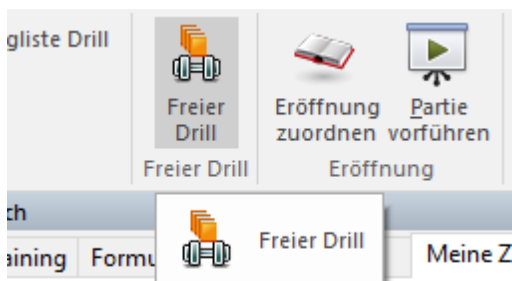 gliste Drill
Freier
Drill
Eröffnung
zuordnen
Partie
vorführen
Freier Drill
Eröffnung
ch
aining
Formu
Meine Z
Freier Drill